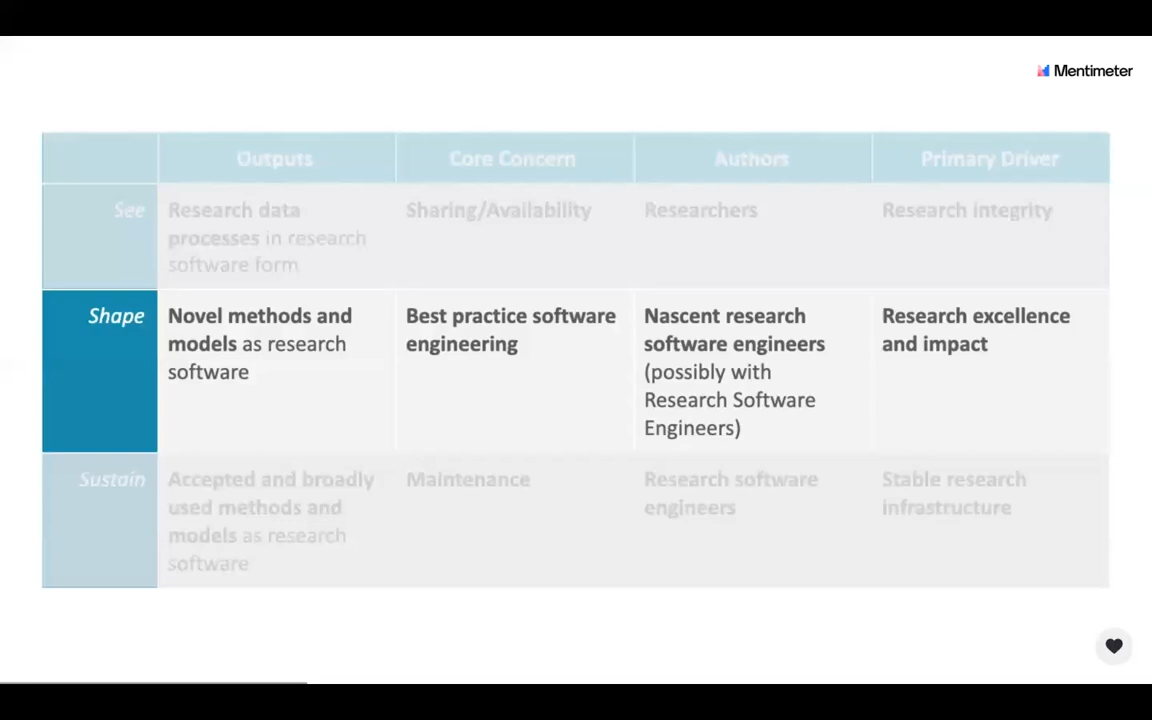 Mentimeter
Outputs Core Concern Authors Primary Driver
See Research data Sharing/Availability Researchers Research integrity
processes in research
software form
Shape Novel methods and Best practice software Nascent research Research excellence
models as research engineering software engineers and impact
software (possibly with
Research Software
Engineers)
Sustain Accepted and broadly Maintenance Research software Stable research
used methods and engineers infrastructure
models as research
software